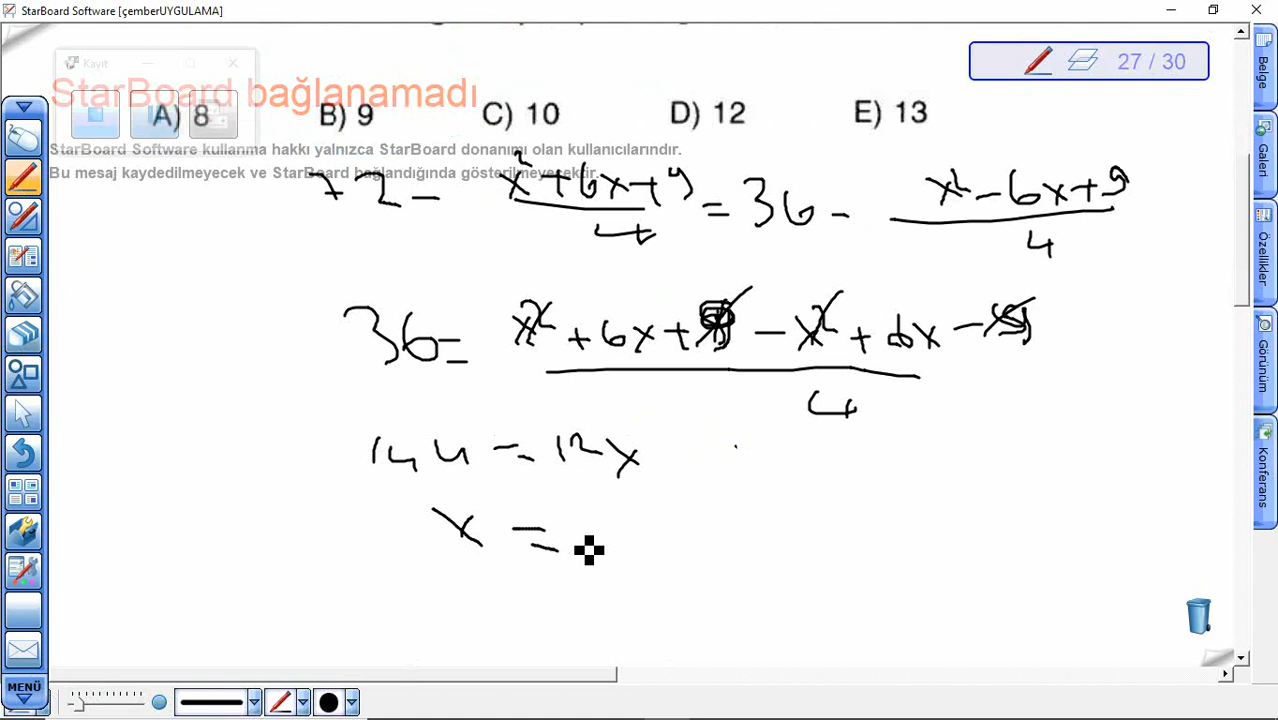 StarBoard Software [çemberUYGULAMA]
Kayıt
27 / 30
StarBoard bağlanamadı
A) 8 B) 9 C) 10 D) 12 E) 13
StarBoard Software kullanma hakkı yalnızca StarBoard donanımı olan kullanıcılarındır.
Bu mesaj kaydedilmeyecek ve StarBoard bağlandığında gösterilmeyecektir.
72 - (x² + 6x + 9)/4 = 36 - (x² - 6x + 9)/4
36 = (x² + 6x + 9 - x² + 6x - 9)/4
144 = 12x
x =
Belge
Özellikler
Görünüm
Konferans
MENÜ